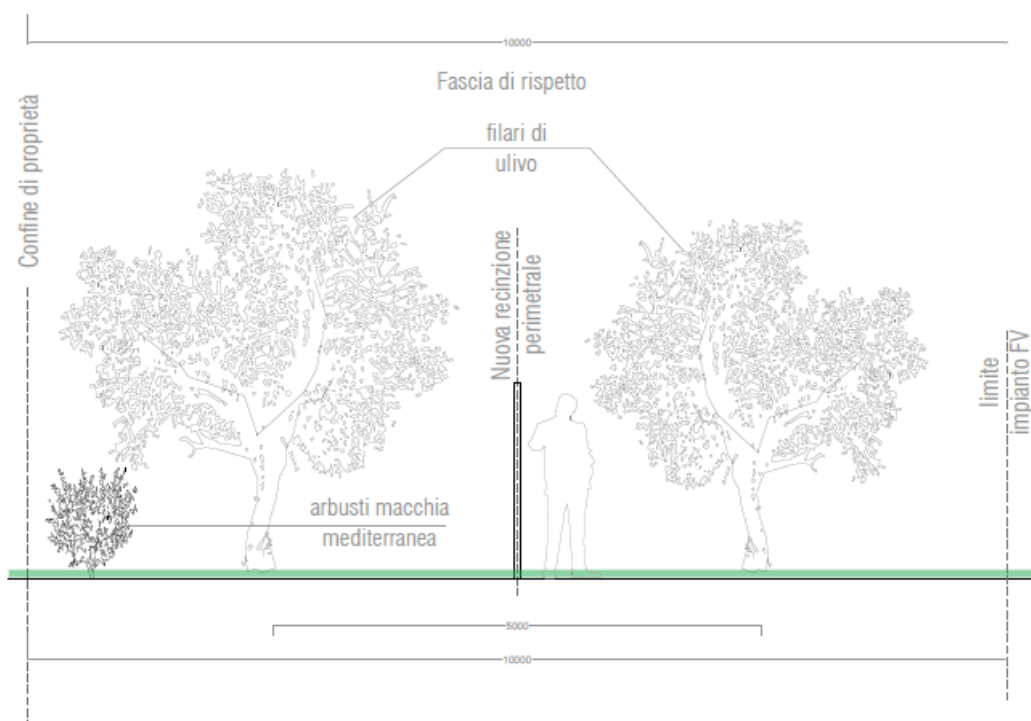 10000
Fascia di rispetto
Confine di proprietà
filari di
ulivo
Nuova recinzione
perimetrale
limite
impianto FV
arbusti macchia
mediterranea
5000
10000